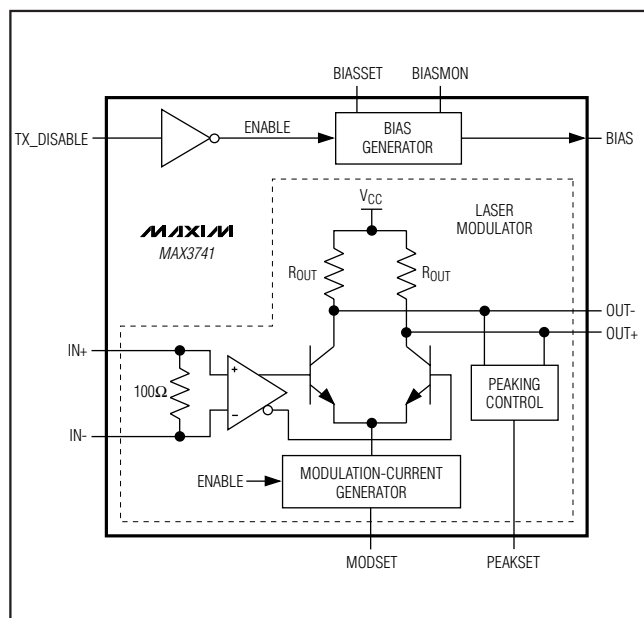 BIASSET BIASMON
TX_DISABLE
ENABLE
BIAS
GENERATOR
BIAS
VCC
LASER
MODULATOR
MAXIM
MAX3741
ROUT
ROUT
OUT-
OUT+
IN+
100Ω
IN-
+
−
PEAKING
CONTROL
ENABLE
MODULATION-CURRENT
GENERATOR
MODSET
PEAKSET